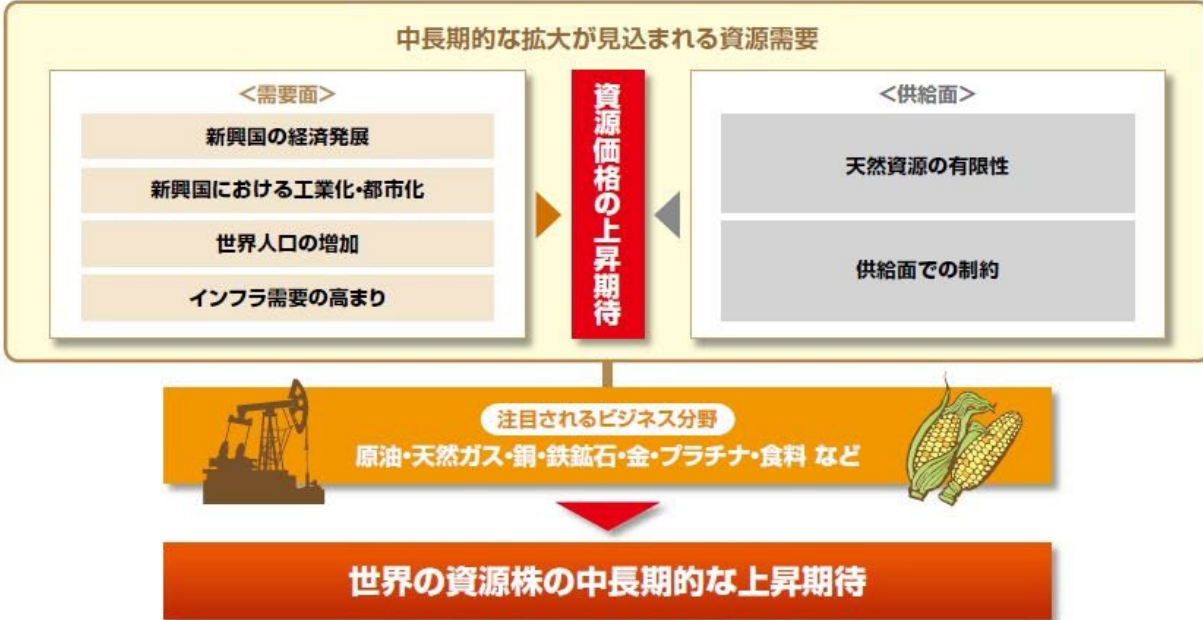 中長期的な拡大が見込まれる資源需要
＜需要面＞
新興国の経済発展
新興国における工業化・都市化
世界人口の増加
インフラ需要の高まり
資源価格の上昇期待
＜供給面＞
天然資源の有限性
供給面での制約
注目されるビジネス分野
原油・天然ガス・銅・鉄鉱石・金・プラチナ・食料 など
世界の資源株の中長期的な上昇期待